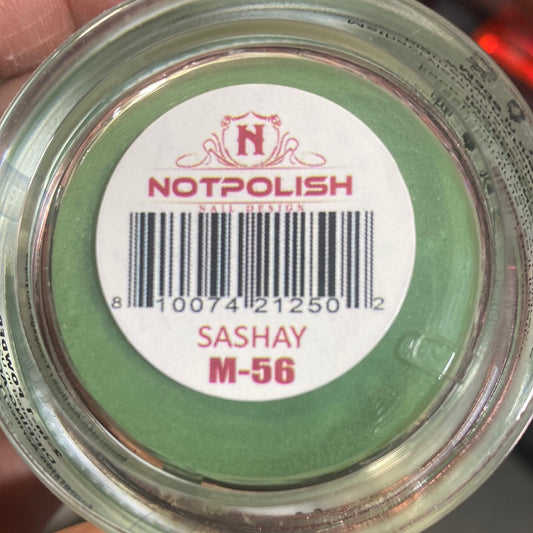 N
NOTPOLISH
NAIL DESIGN
8 10074 21250 2
SASHAY
M-56